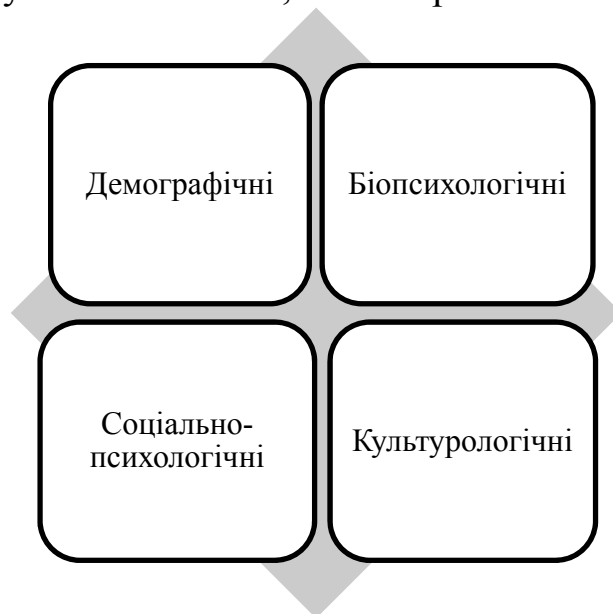 Демографічні
Біопсихологічні
Соціально-
психологічні
Культурологічні